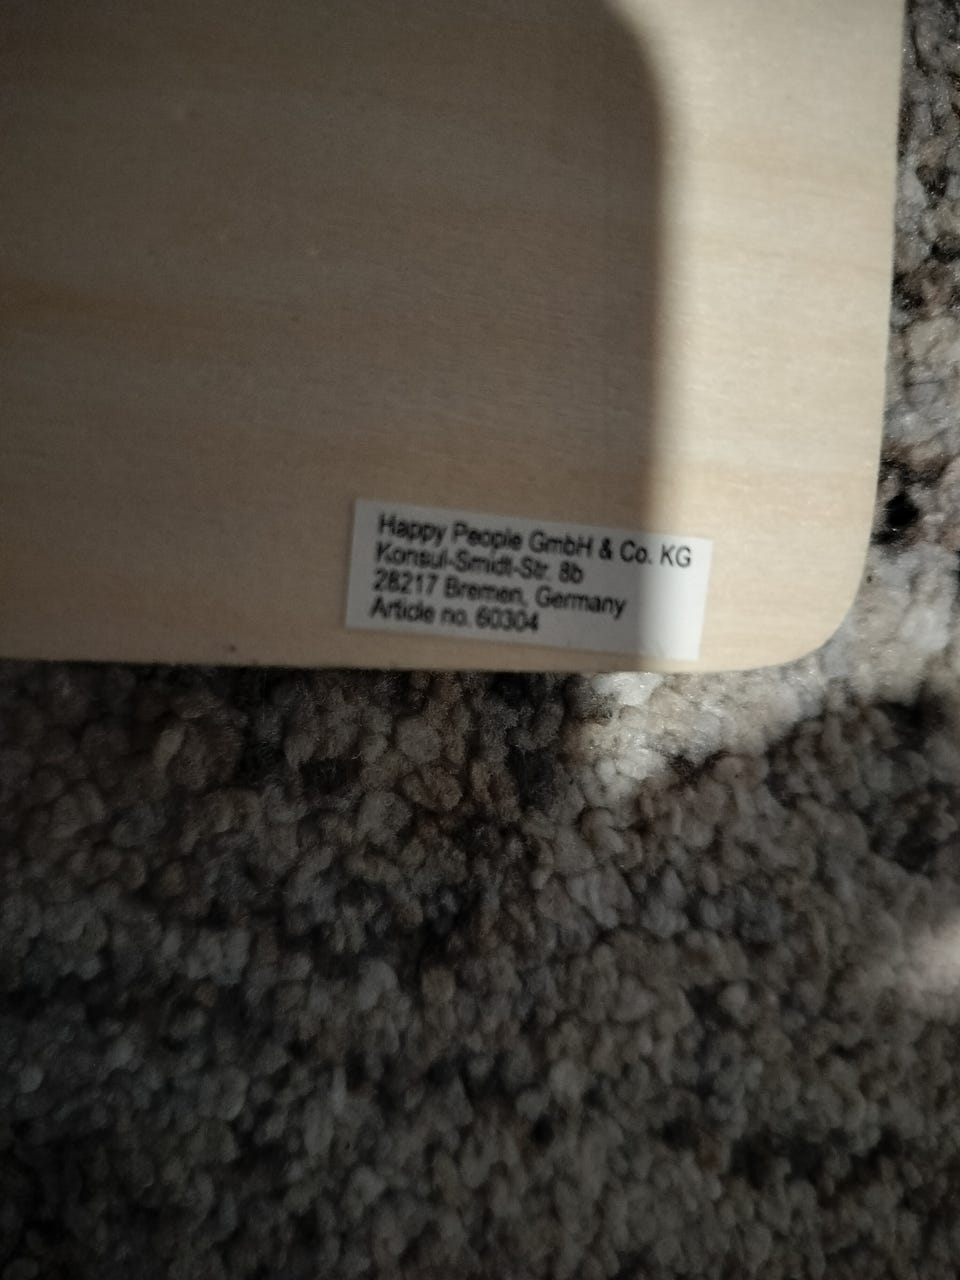 Happy People GmbH & Co. KG
Konsul-Smidt-Str. 8b
28217 Bremen, Germany
Article no. 60304